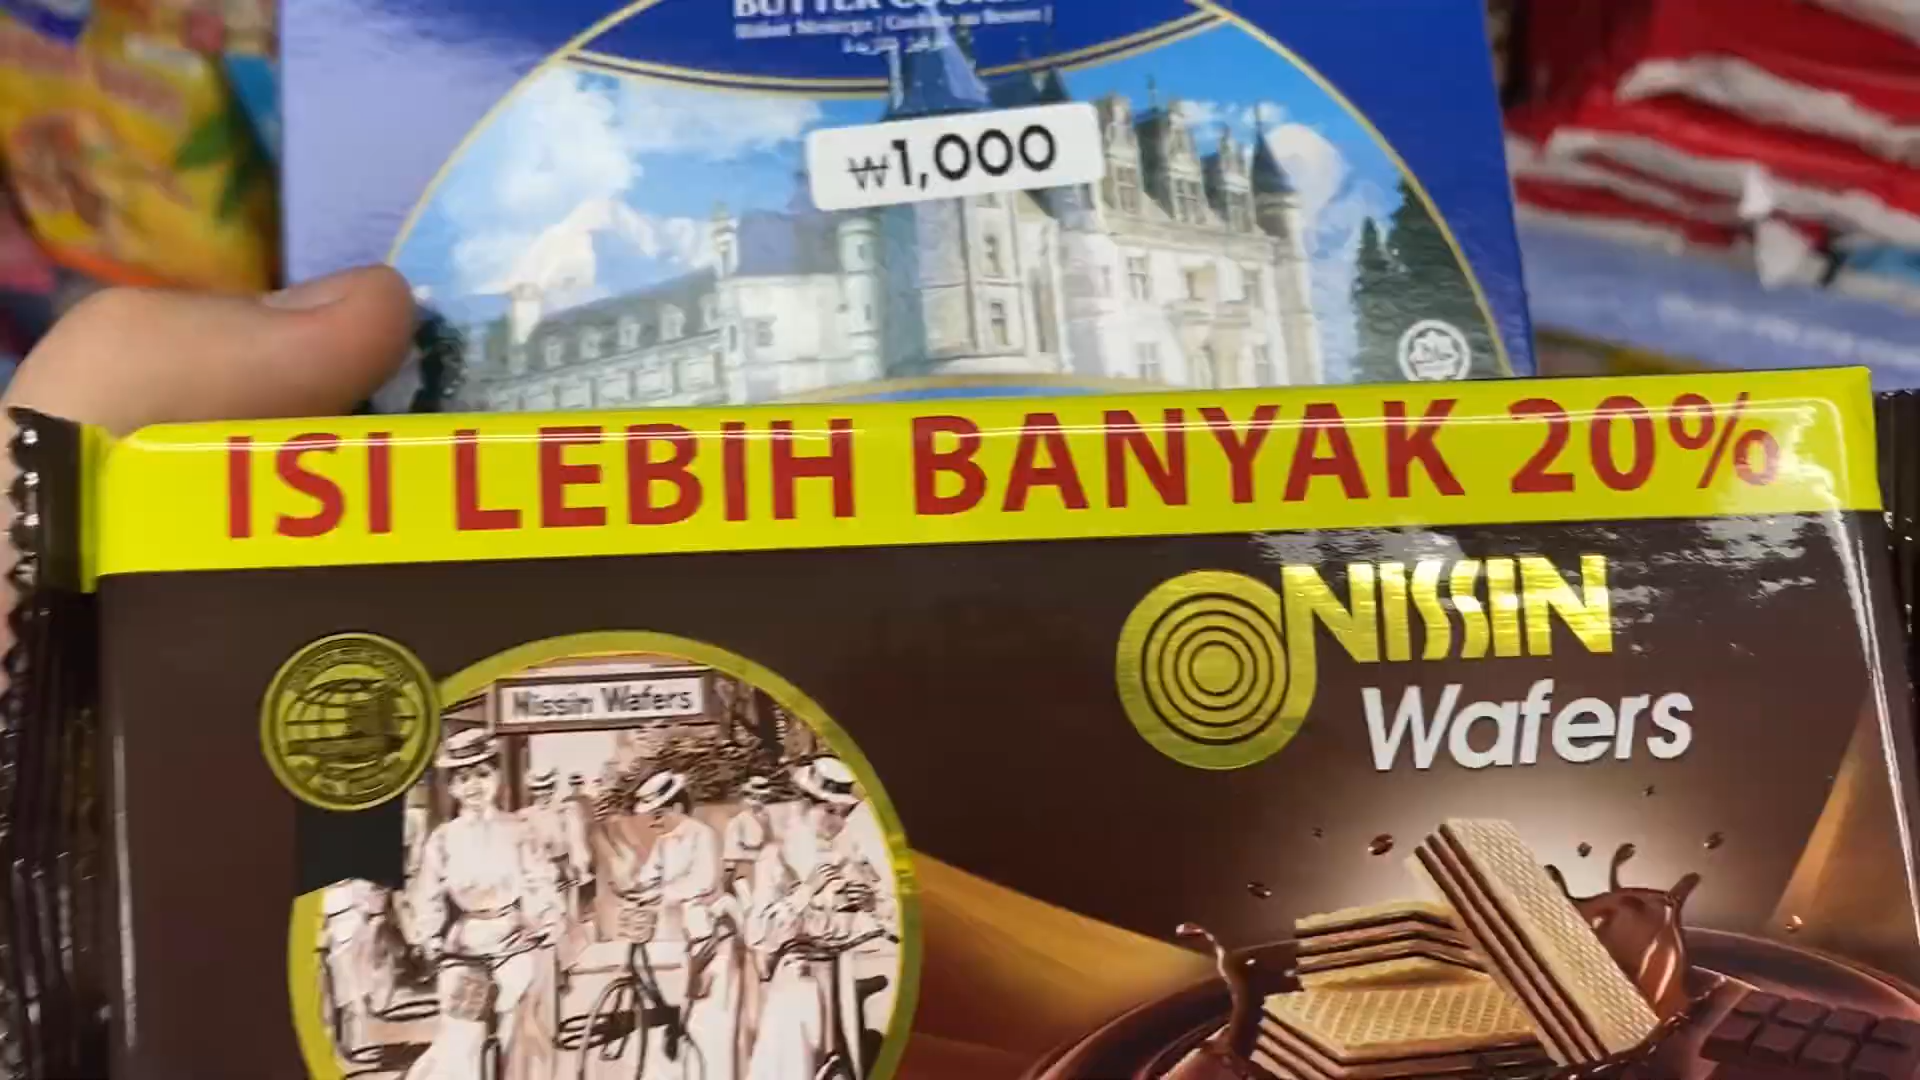 BUTTER COOKIES
₩1,000
ISI LEBIH BANYAK 20%
NISSIN
Wafers
Nissin Wafers